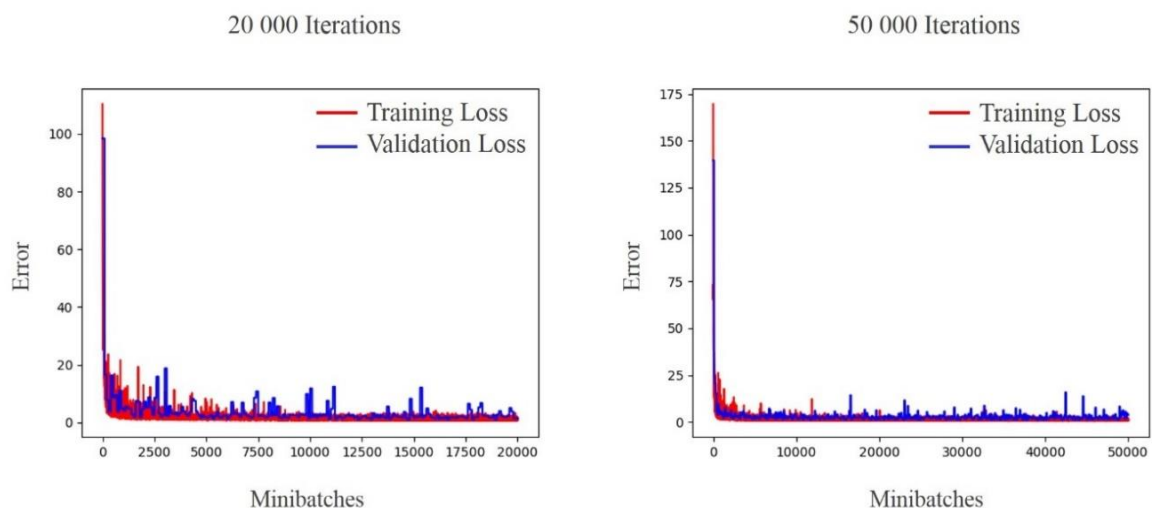 20 000 Iterations
50 000 Iterations
Training Loss
Validation Loss
100
80
60
40
20
0
Error
0 2500 5000 7500 10000 12500 15000 17500 20000
Minibatches
Training Loss
Validation Loss
175
150
125
100
75
50
25
0
Error
0 10000 20000 30000 40000 50000
Minibatches